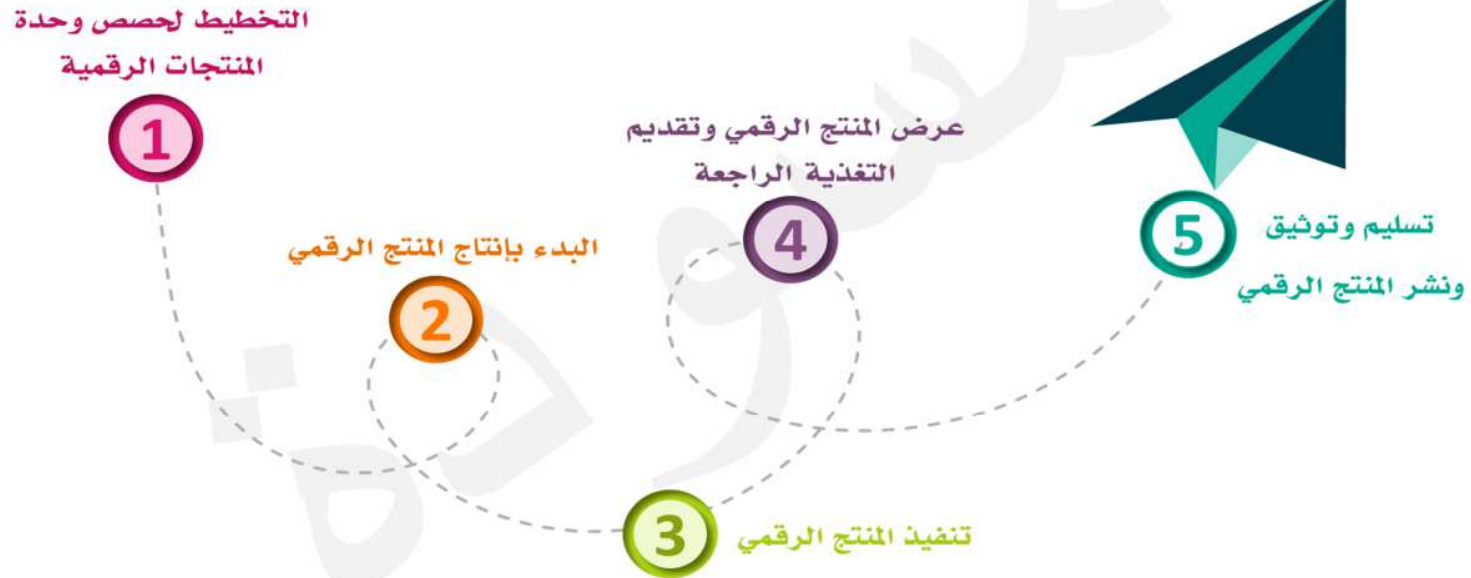 التخطيط لحصص وحدة
المنتجات الرقمية
1
البدء بإنتاج المنتج الرقمي
2
تنفيذ المنتج الرقمي
3
عرض المنتج الرقمي وتقديم
التغذية الراجعة
4
تسليم وتوثيق
ونشر المنتج الرقمي
5
مسودة